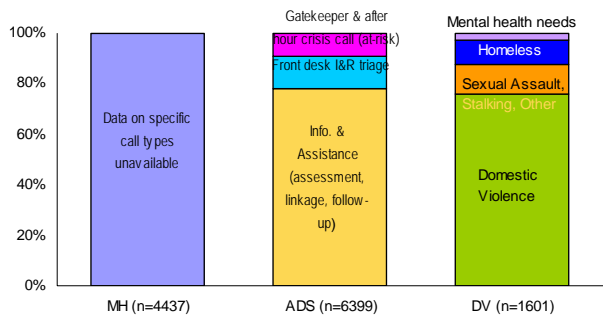 Gatekeeper & after
hour crisis call (at-risk)
Front desk I&R triage
Mental health needs
Homeless
Sexual Assault,
Stalking, Other
100%
80%
60%
40%
20%
0%
Data on specific
call types
unavailable
Info. &
Assistance
(assessment,
linkage, follow-
up)
Domestic
Violence
MH (n=4437)
ADS (n=6399)
DV (n=1601)